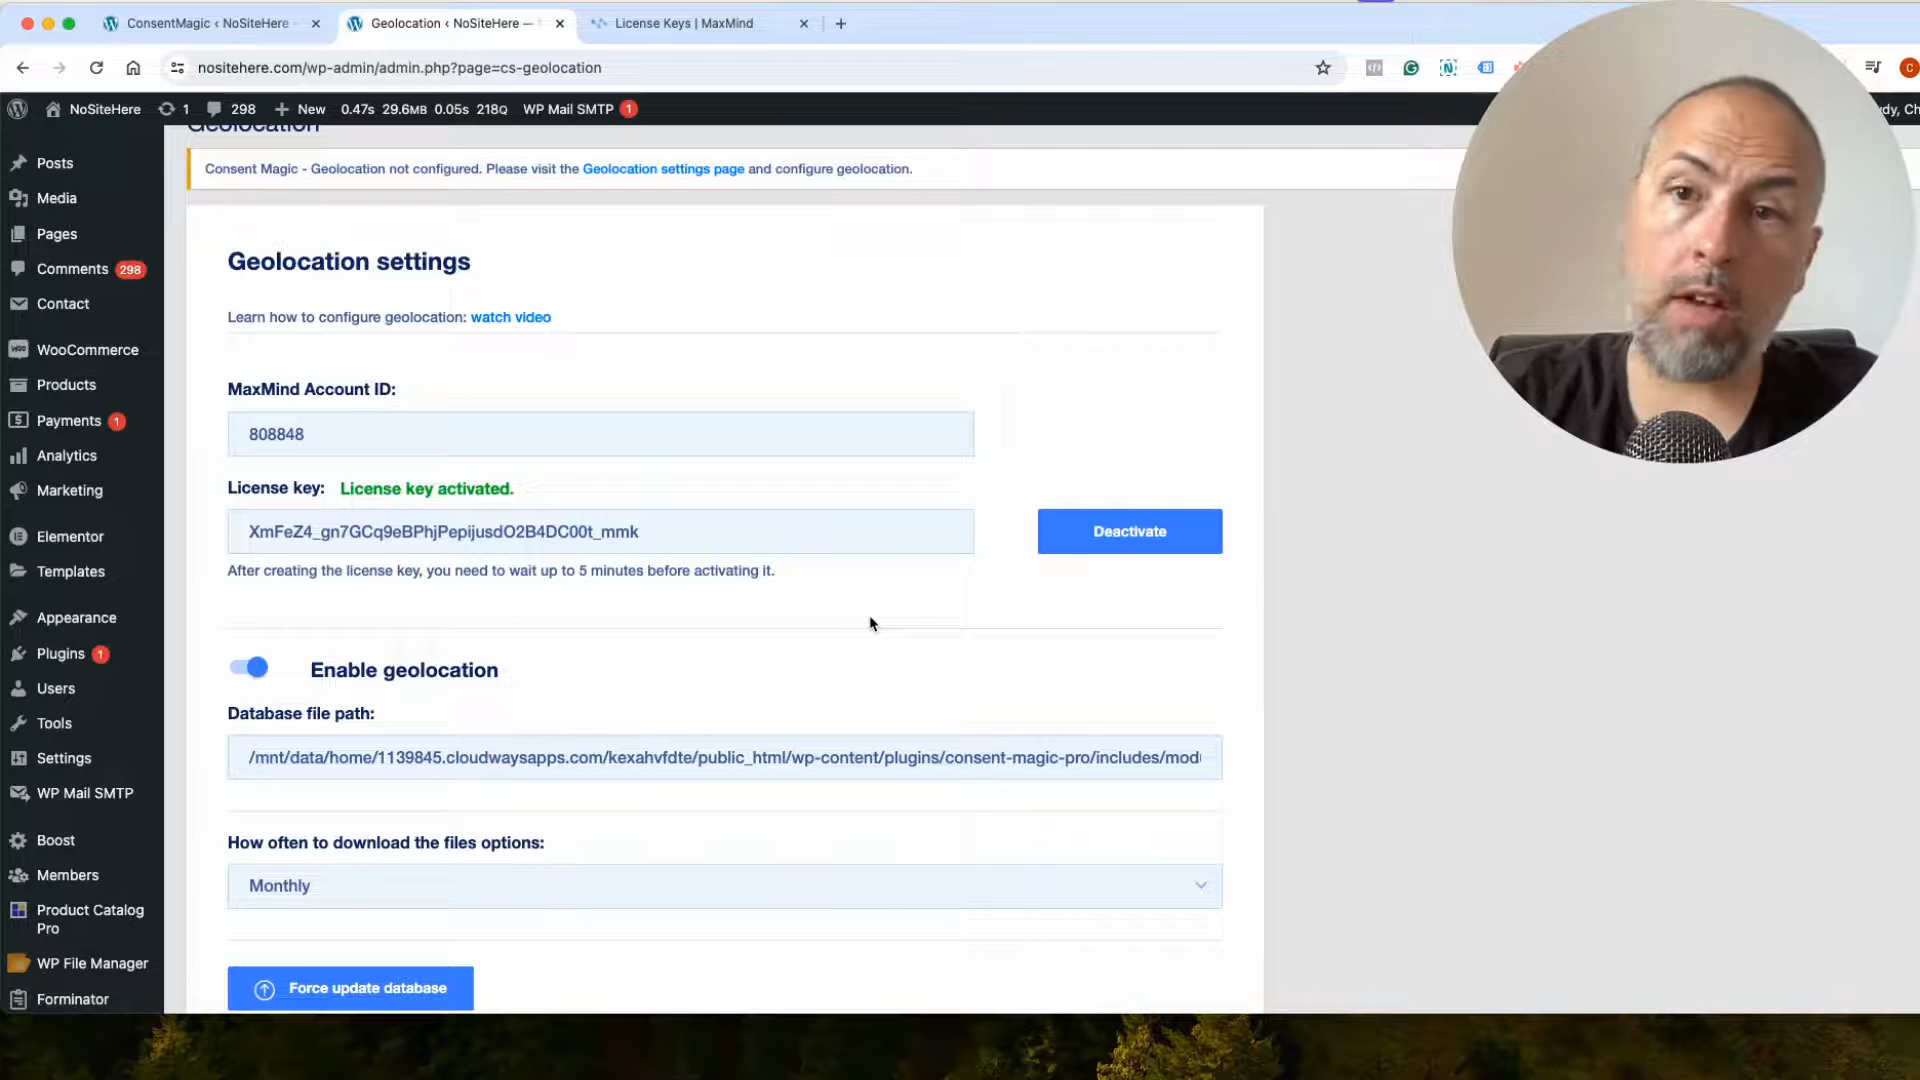 ConsentMagic ‹ NoSiteHere
Geolocation ‹ NoSiteHere —
License Keys | MaxMind
nositehere.com/wp-admin/admin.php?page=cs-geolocation
C
NoSiteHere
1
298
New
0.47s 29.6MB 0.05s 218Q
WP Mail SMTP
1
Geolocation
Consent Magic - Geolocation not configured. Please visit the Geolocation settings page and configure geolocation.
Posts
Media
Pages
Comments 298
Contact
WooCommerce
Products
Payments 1
Analytics
Marketing
Elementor
Templates
Appearance
Plugins 1
Users
Tools
Settings
WP Mail SMTP
Boost
Members
Product Catalog
Pro
WP File Manager
Forminator
Geolocation settings
Learn how to configure geolocation: watch video
MaxMind Account ID:
808848
License key: License key activated.
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
Deactivate
After creating the license key, you need to wait up to 5 minutes before activating it.
Enable geolocation
Database file path:
/mnt/data/home/1139845.cloudwaysapps.com/kexahvfdte/public_html/wp-content/plugins/consent-magic-pro/includes/mod
How often to download the files options:
Monthly
Force update database